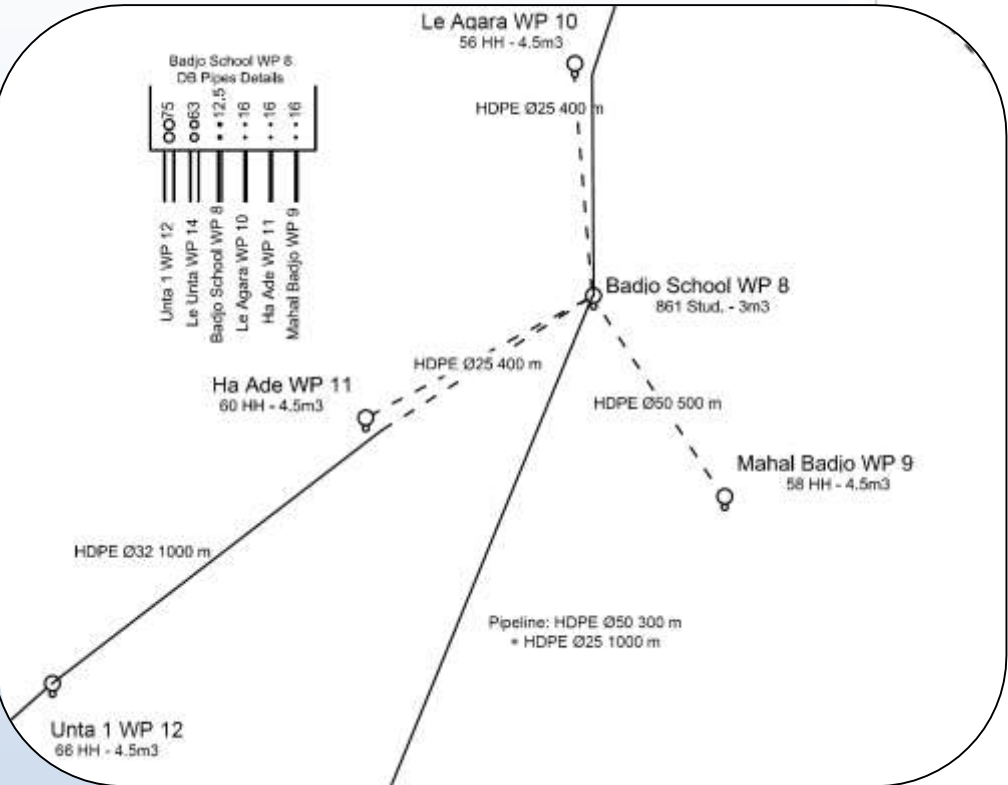 Le Agara WP 10
56 HH - 4.5m3
Badjo School WP 8
DB Pipes Details
75
63
12,5
16
16
16
Unta 1 WP 12
Le Unta WP 14
Badjo School WP 8
Le Agara WP 10
Ha Ade WP 11
Mahal Badjo WP 9
HDPE Ø25 400 m
Badjo School WP 8
861 Stud. - 3m3
HDPE Ø25 400 m
Ha Ade WP 11
60 HH - 4.5m3
HDPE Ø50 500 m
Mahal Badjo WP 9
58 HH - 4.5m3
HDPE Ø32 1000 m
Pipeline: HDPE Ø50 300 m
+ HDPE Ø25 1000 m
Unta 1 WP 12
66 HH - 4.5m3